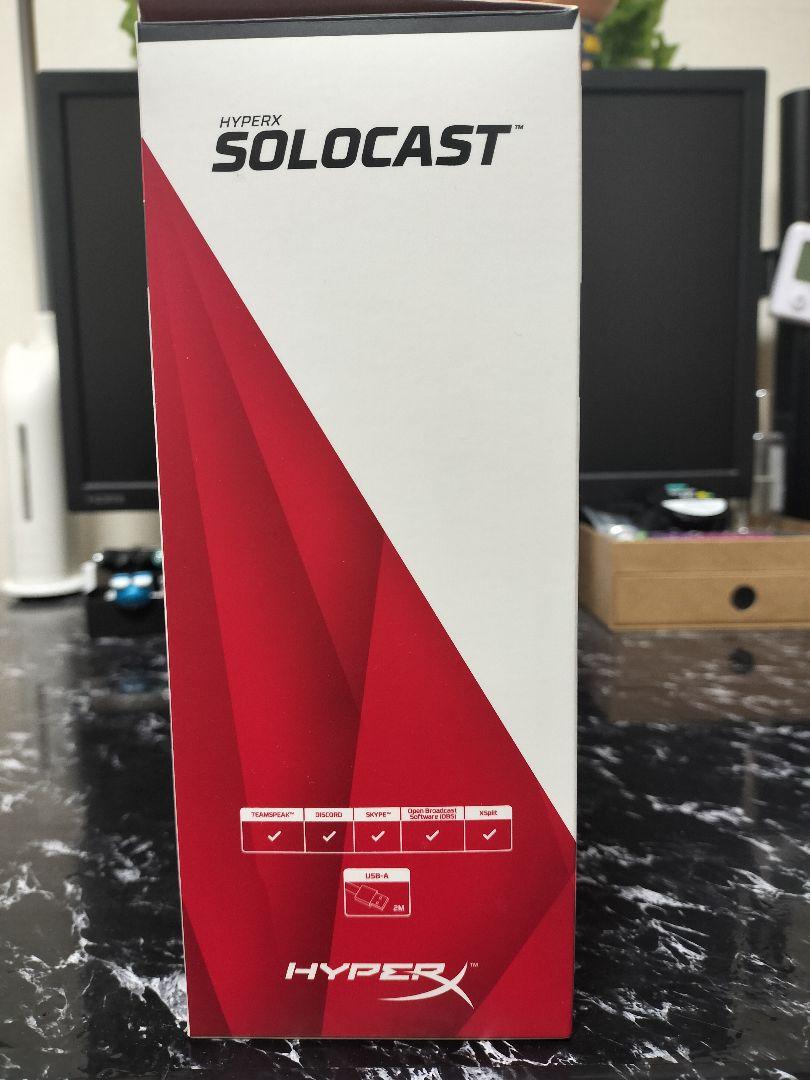 HYPERX
SOLOCAST™
TEAMSPEAK™ DISCORD SKYPE™ Open Broadcast Software (OBS) XSplit
USB-A
2M
HYPERX™